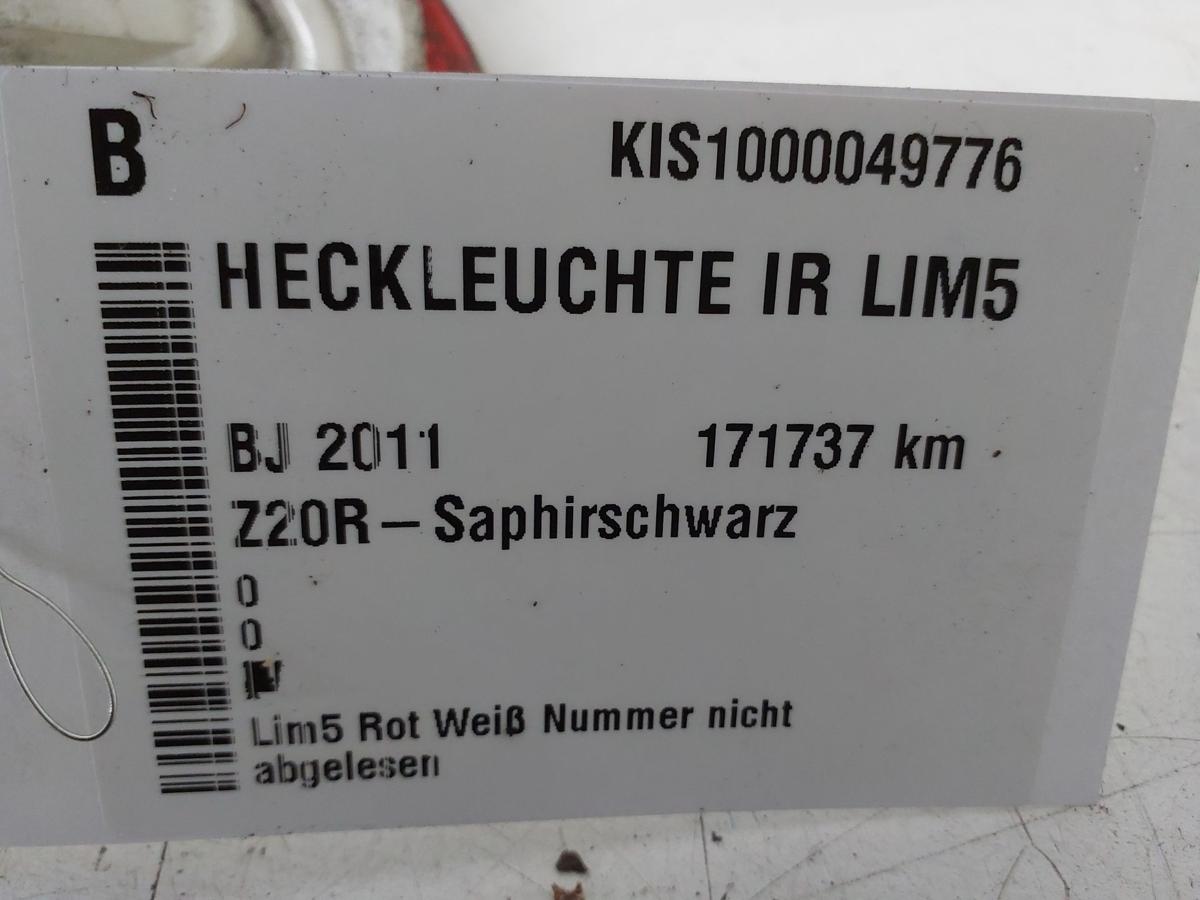 B
KIS1000049776
HECKLEUCHTE IR LIM5
BJ 2011
171737 km
Z20R – Saphirschwarz
0
0
Lim5 Rot Weiß Nummer nicht
abgelesen